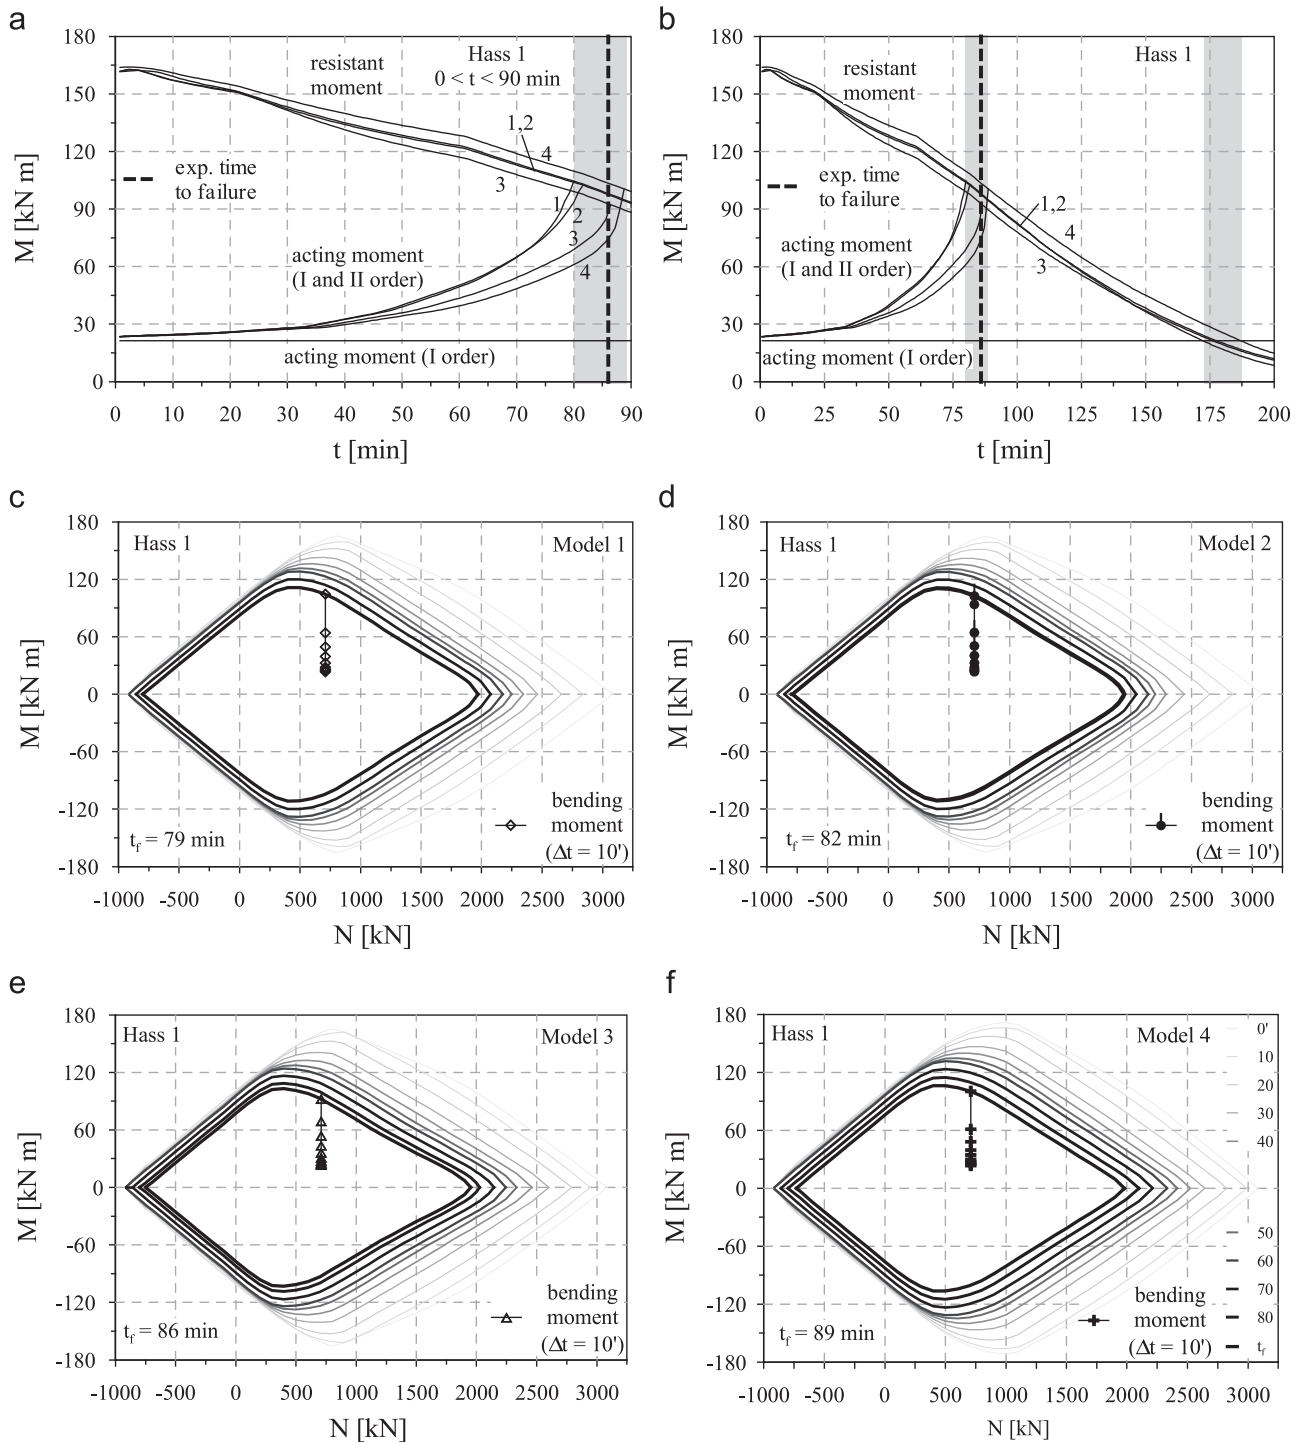 a
180
150
120
90
60
30
0
M [kN m]
Hass 1
0 < t < 90 min
resistant
moment
1,2
4
3
exp. time
to failure
1
2
3
4
acting moment
(I and II order)
acting moment (I order)
0 10 20 30 40 50 60 70 80 90
t [min]
b
180
150
120
90
60
30
0
M [kN m]
Hass 1
resistant
moment
exp. time
to failure
1,2
4
3
acting moment
(I and II order)
acting moment (I order)
0 25 50 75 100 125 150 175 200
t [min]
c
180
120
60
0
-60
-120
-180
M [kN m]
Hass 1
Model 1
bending
moment
(Δt = 10')
t_f = 79 min
-1000 -500 0 500 1000 1500 2000 2500 3000
N [kN]
d
180
120
60
0
-60
-120
-180
M [kN m]
Hass 1
Model 2
bending
moment
(Δt = 10')
t_f = 82 min
-1000 -500 0 500 1000 1500 2000 2500 3000
N [kN]
e
180
120
60
0
-60
-120
-180
M [kN m]
Hass 1
Model 3
bending
moment
(Δt = 10')
t_f = 86 min
-1000 -500 0 500 1000 1500 2000 2500 3000
N [kN]
f
180
120
60
0
-60
-120
-180
M [kN m]
Hass 1
Model 4
0'
10
20
30
40
50
60
70
80
t_f
bending
moment
(Δt = 10')
t_f = 89 min
-1000 -500 0 500 1000 1500 2000 2500 3000
N [kN]